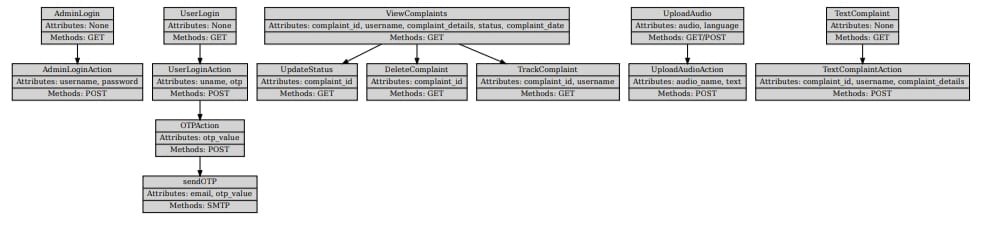 AdminLogin
Attributes: None
Methods: GET
UserLogin
Attributes: None
Methods: GET
ViewComplaints
Attributes: complaint_id, username, complaint_details, status, complaint_date
Methods: GET
UploadAudio
Attributes: audio, language
Methods: GET/POST
TextComplaint
Attributes: None
Methods: GET
AdminLoginAction
Attributes: username, password
Methods: POST
UserLoginAction
Attributes: uname, otp
Methods: POST
UpdateStatus
Attributes: complaint_id
Methods: GET
DeleteComplaint
Attributes: complaint_id
Methods: GET
TrackComplaint
Attributes: complaint_id, username
Methods: GET
UploadAudioAction
Attributes: audio_name, text
Methods: POST
TextComplaintAction
Attributes: complaint_id, username, complaint_details
Methods: POST
OTPAction
Attributes: otp_value
Methods: POST
sendOTP
Attributes: email, otp_value
Methods: SMTP